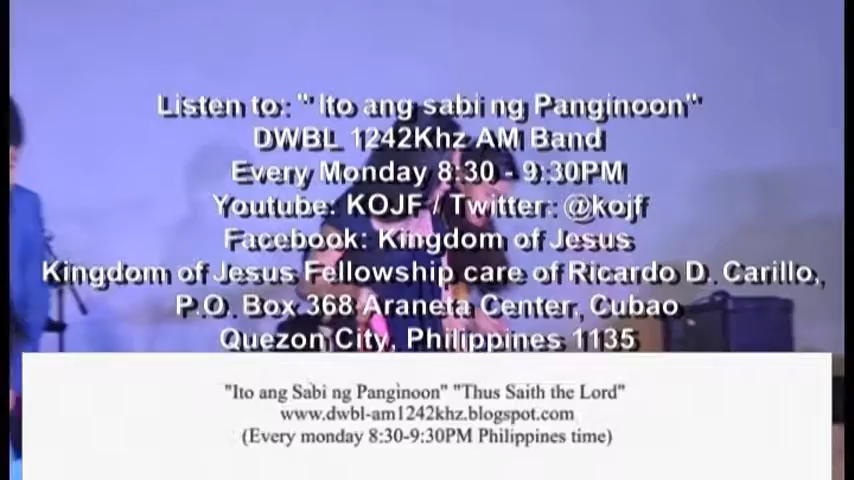 Listen to: " Ito ang sabi ng Panginoon"
DWBL 1242Khz AM Band
Every Monday 8:30 - 9:30PM
Youtube: KOJF / Twitter: @kojf
Facebook: Kingdom of Jesus
Kingdom of Jesus Fellowship care of Ricardo D. Carillo,
P.O. Box 368 Araneta Center, Cubao
Quezon City, Philippines 1135
"Ito ang Sabi ng Panginoon" "Thus Saith the Lord"
www.dwbl-am1242khz.blogspot.com
(Every monday 8:30-9:30PM Philippines time)